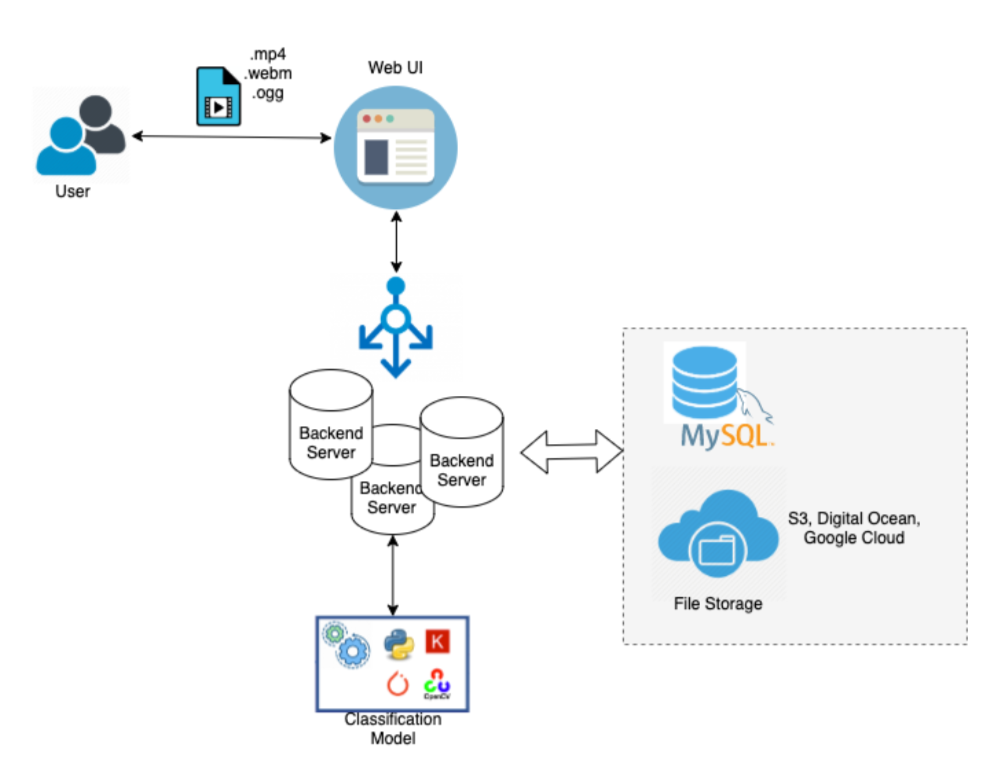 .mp4
.webm
.ogg
Web UI
User
Backend
Server
Backend
Server
Backend
Server
MySQL.
S3, Digital Ocean,
Google Cloud
File Storage
K
OpenCV
Classification
Model